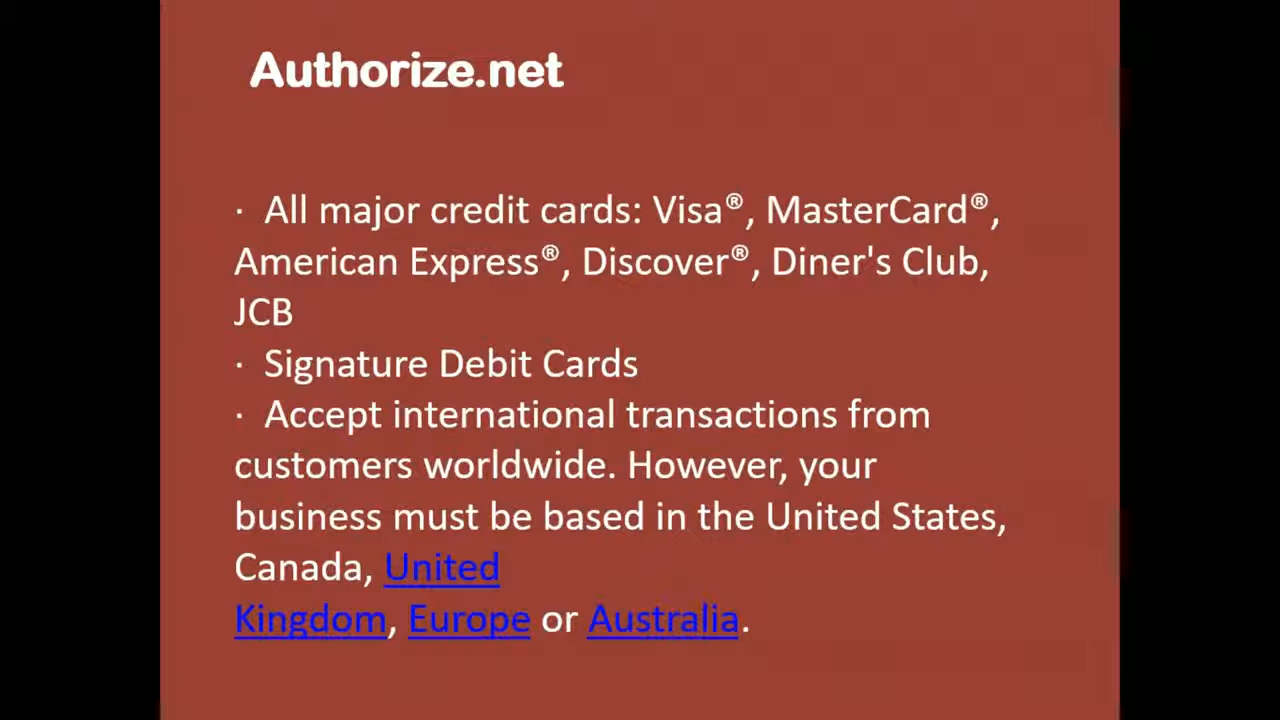 Authorize.net
· All major credit cards: Visa®, MasterCard®,
American Express®, Discover®, Diner's Club,
JCB
· Signature Debit Cards
· Accept international transactions from
customers worldwide. However, your
business must be based in the United States,
Canada, United
Kingdom, Europe or Australia.